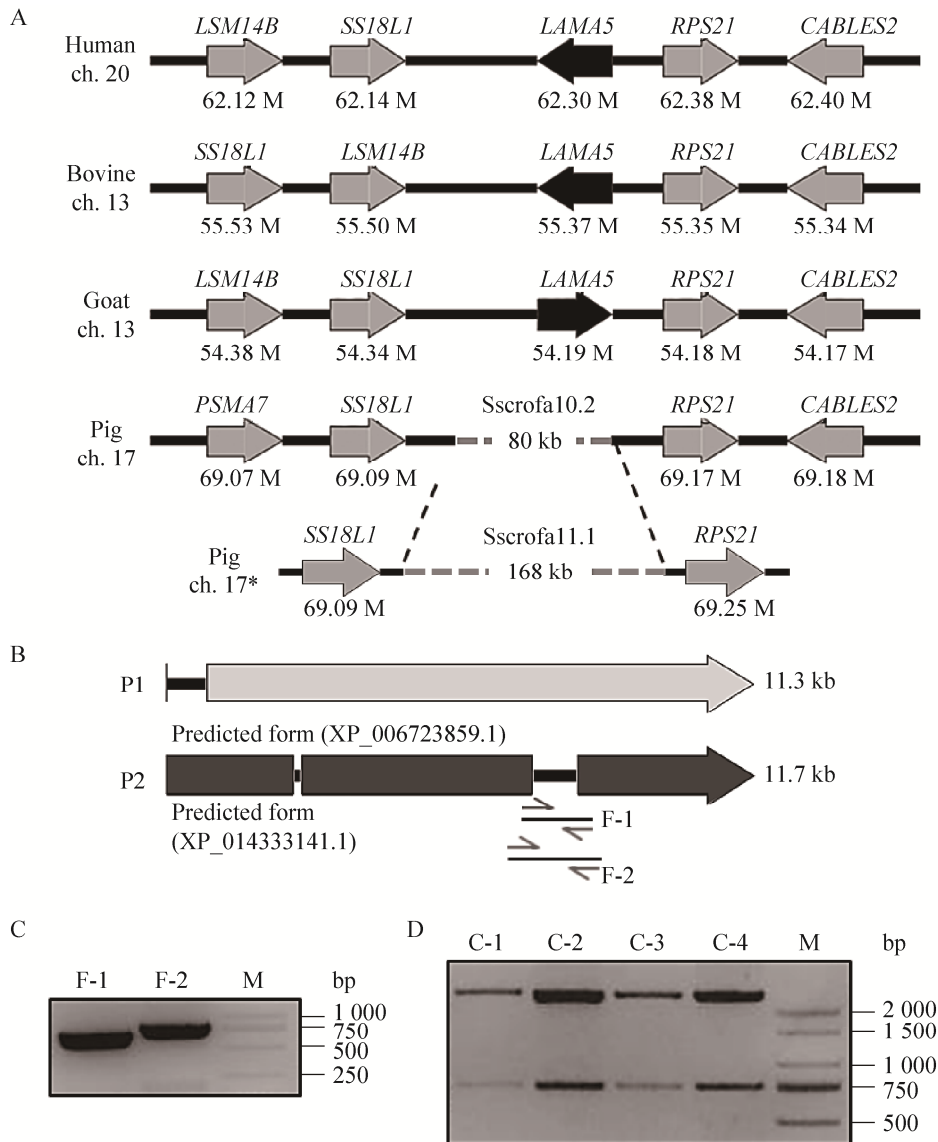 A
LSM14B SS18L1 LAMA5 RPS21 CABLES2
Human
ch. 20
62.12 M 62.14 M 62.30 M 62.38 M 62.40 M
SS18L1 LSM14B LAMA5 RPS21 CABLES2
Bovine
ch. 13
55.53 M 55.50 M 55.37 M 55.35 M 55.34 M
LSM14B SS18L1 LAMA5 RPS21 CABLES2
Goat
ch. 13
54.38 M 54.34 M 54.19 M 54.18 M 54.17 M
PSMA7 SS18L1 Sscrofa10.2 RPS21 CABLES2
Pig
ch. 17
80 kb
69.07 M 69.09 M 69.17 M 69.18 M
SS18L1 Sscrofa11.1 RPS21
Pig
ch. 17*
168 kb
69.09 M 69.25 M
B
P1 11.3 kb
Predicted form (XP_006723859.1)
P2 11.7 kb
Predicted form
(XP_014333141.1)
F-1
F-2
C
F-1 F-2 M bp
1 000
750
500
250
D
C-1 C-2 C-3 C-4 M bp
2 000
1 500
1 000
750
500